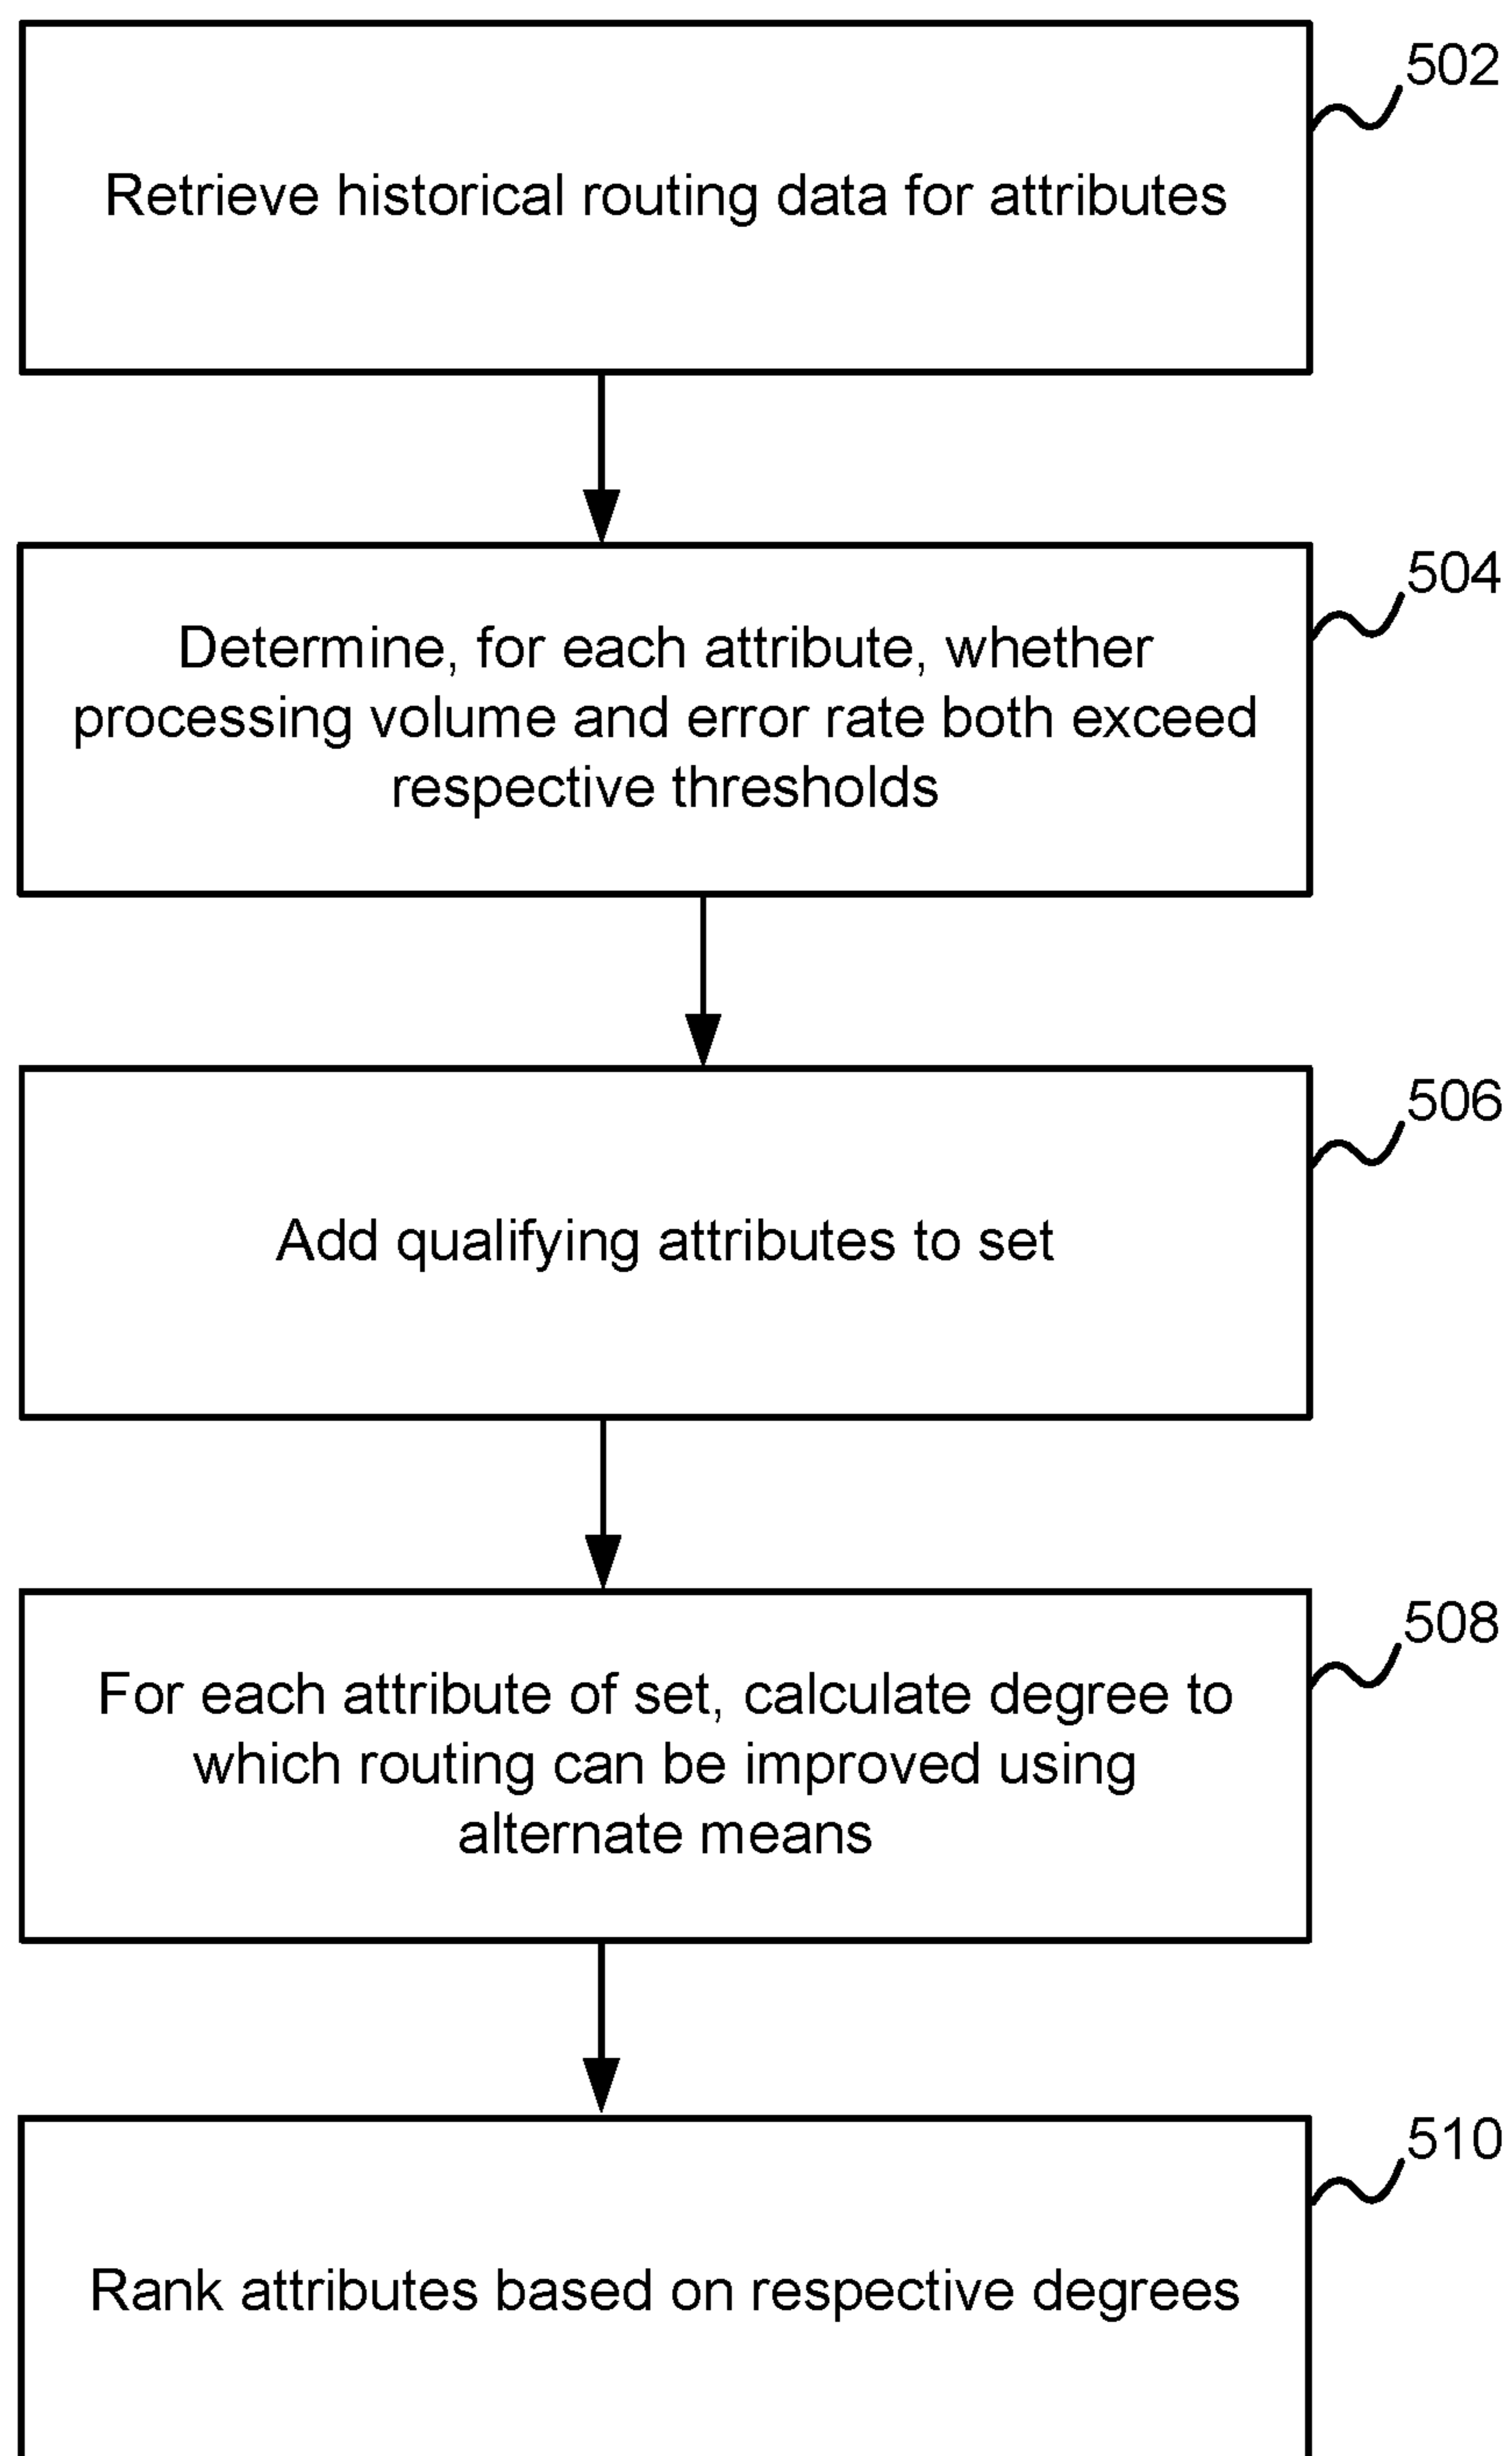 502
Retrieve historical routing data for attributes
504
Determine, for each attribute, whether
processing volume and error rate both exceed
respective thresholds
506
Add qualifying attributes to set
508
For each attribute of set, calculate degree to
which routing can be improved using
alternate means
510
Rank attributes based on respective degrees